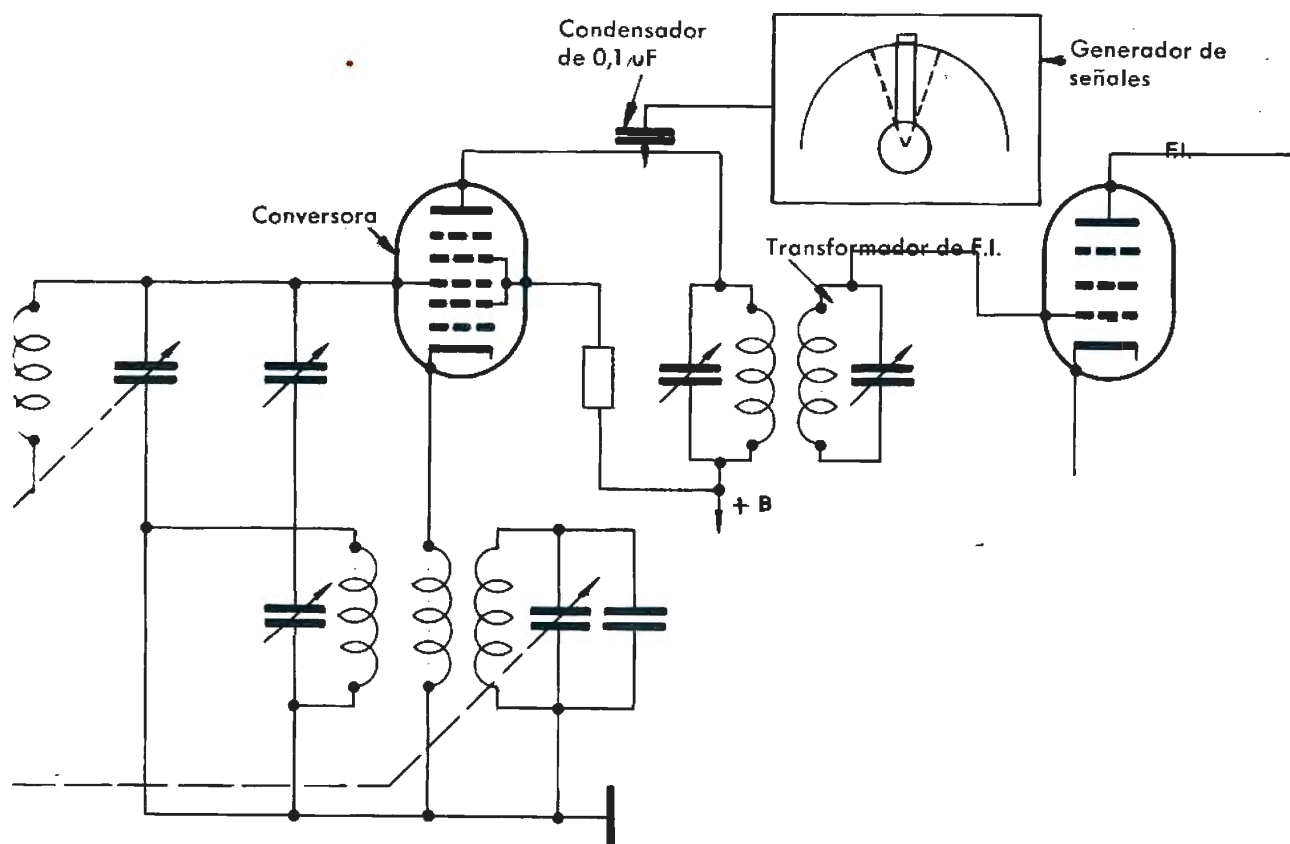 Condensador
de 0,1 uF
Generador de
señales
F.I.
Conversora
Transformador de F.I.
+ B